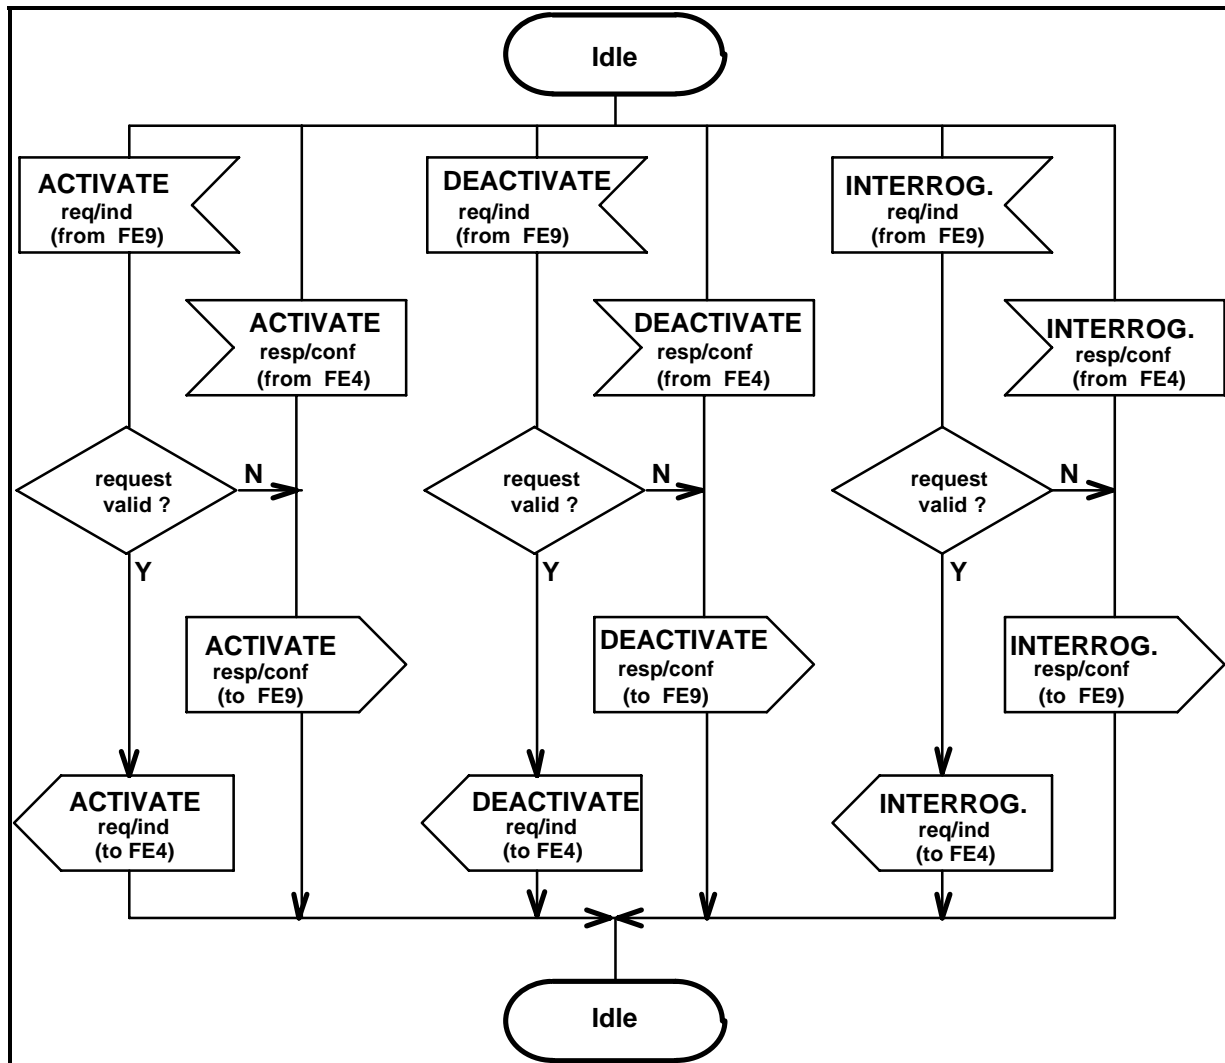 Idle
ACTIVATE
req/ind
(from FE9)
DEACTIVATE
req/ind
(from FE9)
INTERROG.
req/ind
(from FE9)
ACTIVATE
resp/conf
(from FE4)
DEACTIVATE
resp/conf
(from FE4)
INTERROG.
resp/conf
(from FE4)
request
valid ?
N
Y
request
valid ?
N
Y
request
valid ?
N
Y
ACTIVATE
resp/conf
(to FE9)
DEACTIVATE
resp/conf
(to FE9)
INTERROG.
resp/conf
(to FE9)
ACTIVATE
req/ind
(to FE4)
DEACTIVATE
req/ind
(to FE4)
INTERROG.
req/ind
(to FE4)
Idle